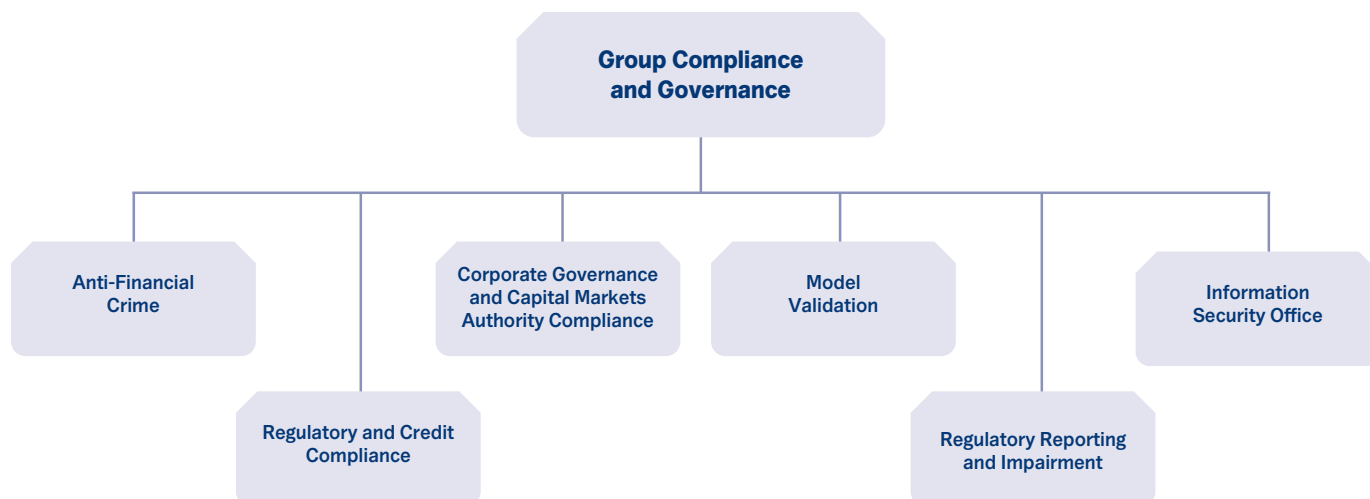 Group Compliance
and Governance
Anti-Financial
Crime
Regulatory and Credit
Compliance
Corporate Governance
and Capital Markets
Authority Compliance
Model
Validation
Regulatory Reporting
and Impairment
Information
Security Office